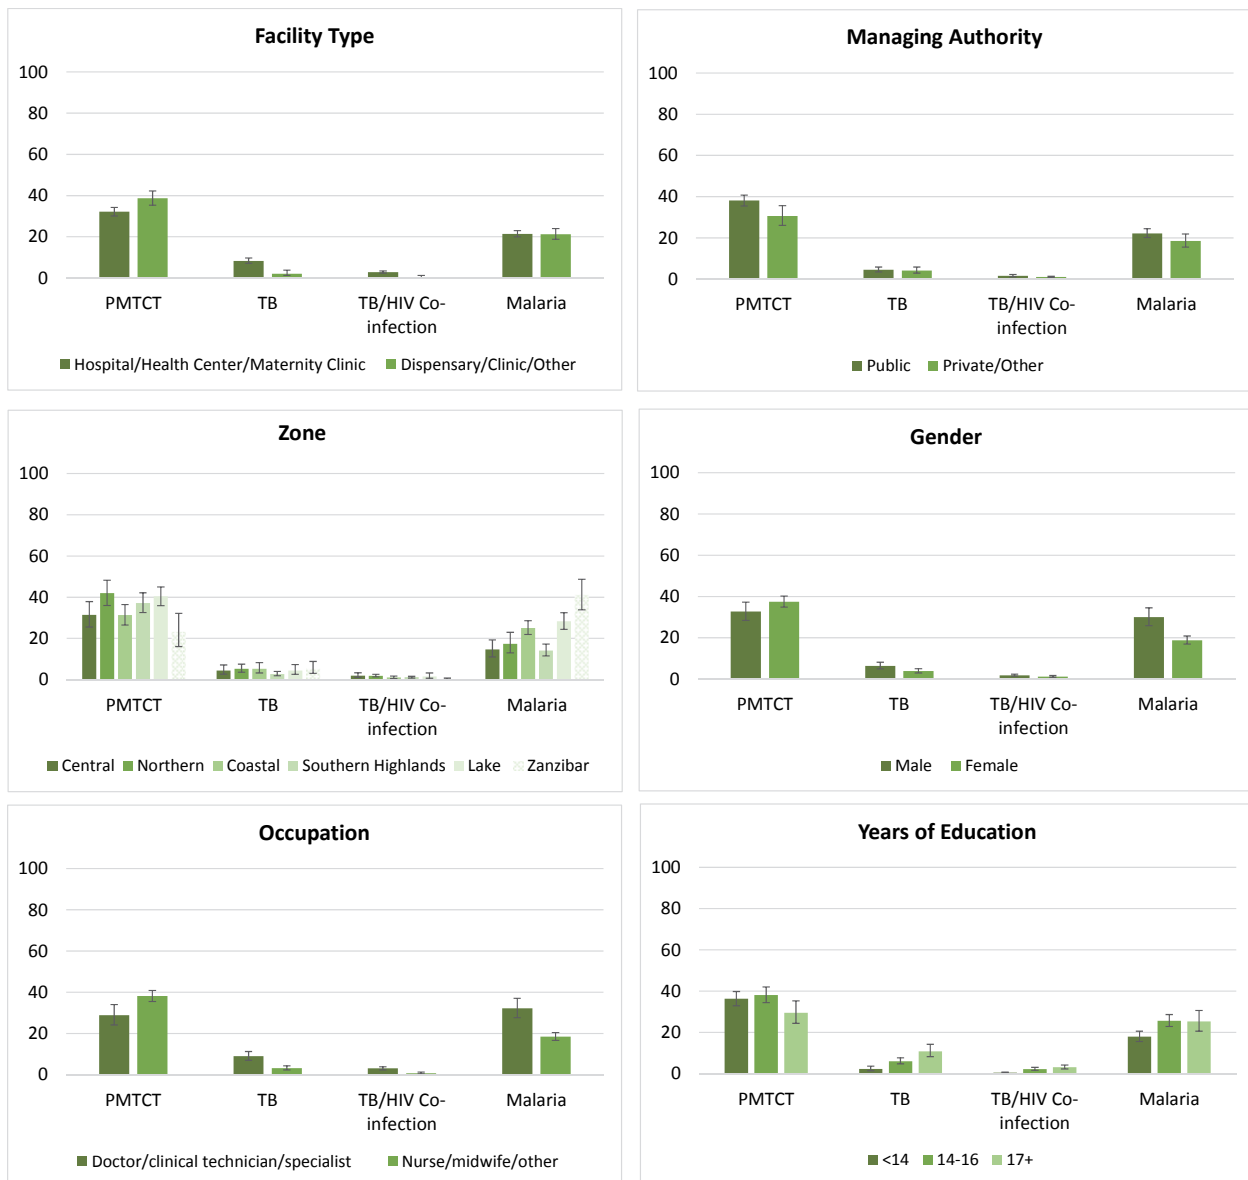 Facility Type
100
80
60
40
20
0
PMTCT
TB
TB/HIV Co-
infection
Malaria
Hospital/Health Center/Maternity Clinic
Dispensary/Clinic/Other
Managing Authority
100
80
60
40
20
0
PMTCT
TB
TB/HIV Co-
infection
Malaria
Public
Private/Other
Zone
100
80
60
40
20
0
PMTCT
TB
TB/HIV Co-
infection
Malaria
Central
Northern
Coastal
Southern Highlands
Lake
Zanzibar
Gender
100
80
60
40
20
0
PMTCT
TB
TB/HIV Co-
infection
Malaria
Male
Female
Occupation
100
80
60
40
20
0
PMTCT
TB
TB/HIV Co-
infection
Malaria
Doctor/clinical technician/specialist
Nurse/midwife/other
Years of Education
100
80
60
40
20
0
PMTCT
TB
TB/HIV Co-
infection
Malaria
<14
14-16
17+